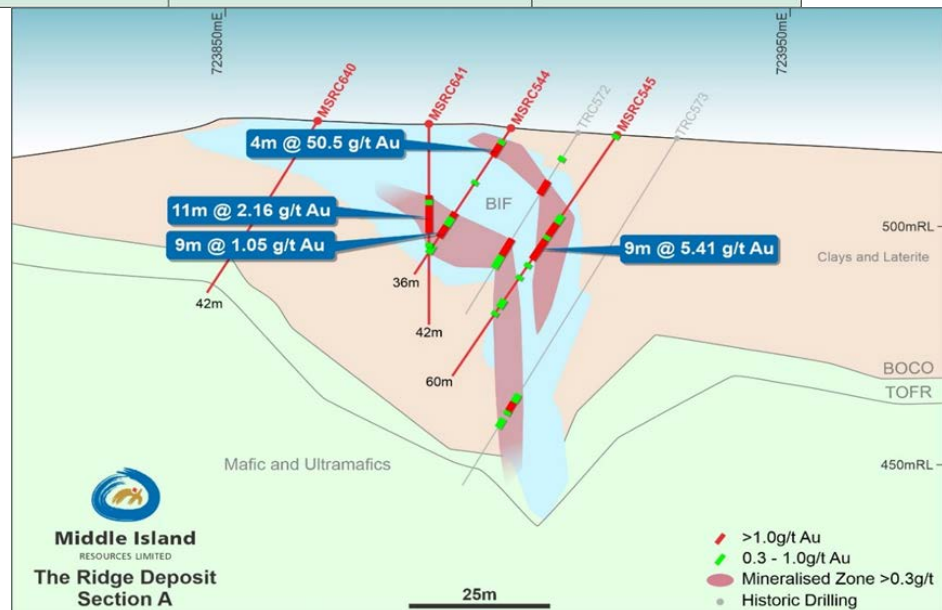 723850mE
723950mE
MSRC640
MSRC641
MSRC544
TRC572
MSRC545
TRC573
4m @ 50.5 g/t Au
BIF
11m @ 2.16 g/t Au
500mRL
9m @ 1.05 g/t Au
9m @ 5.41 g/t Au
Clays and Laterite
36m
42m
42m
60m
BOCO
TOFR
Mafic and Ultramafics
450mRL
Middle Island
RESOURCES LIMITED
The Ridge Deposit
Section A
25m
>1.0g/t Au
0.3 - 1.0g/t Au
Mineralised Zone >0.3g/t
Historic Drilling